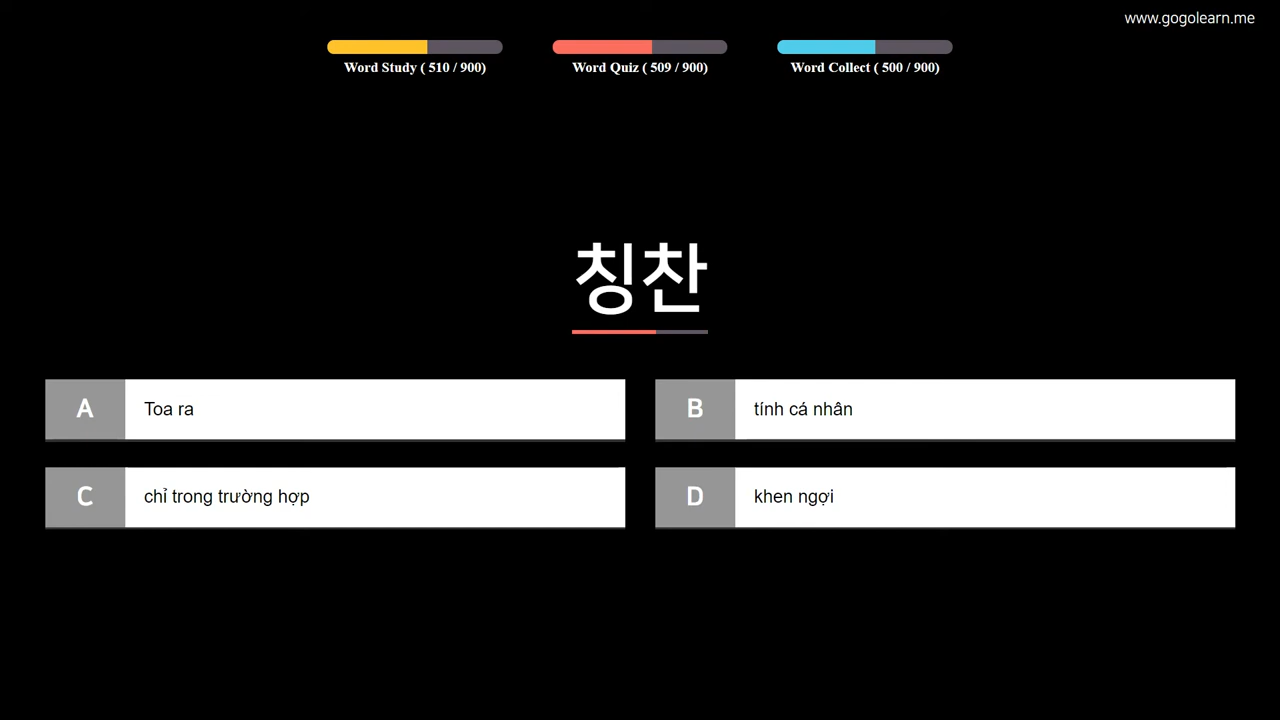 www.gogolearn.me
Word Study ( 510 / 900)
Word Quiz ( 509 / 900)
Word Collect ( 500 / 900)
칭찬
A
Toa ra
B
tính cá nhân
C
chỉ trong trường hợp
D
khen ngợi